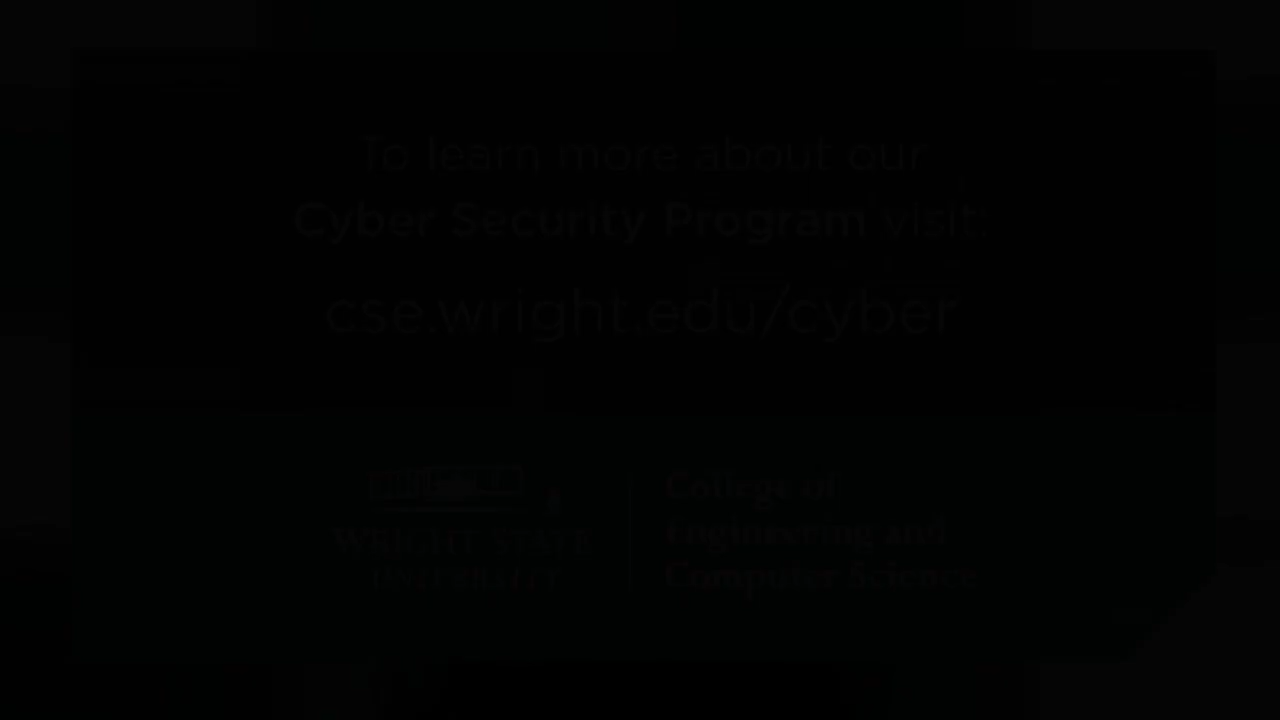 To learn more about our
Cyber Security Program visit:
cse.wright.edu/cyber
WRIGHT STATE
UNIVERSITY
College of
Engineering and
Computer Science